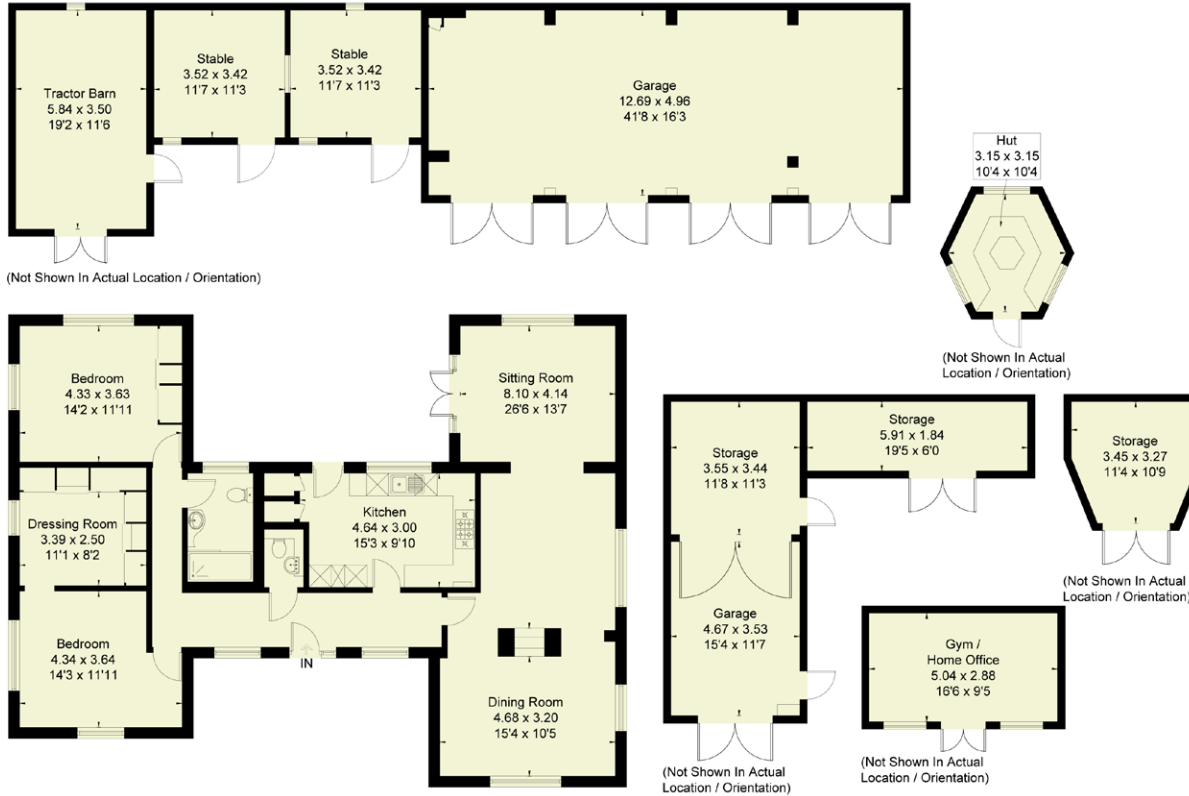 Tractor Barn
5.84 x 3.50
19'2 x 11'6
Stable
3.52 x 3.42
11'7 x 11'3
Stable
3.52 x 3.42
11'7 x 11'3
Garage
12.69 x 4.96
41'8 x 16'3
(Not Shown In Actual Location / Orientation)
Hut
3.15 x 3.15
10'4 x 10'4
(Not Shown In Actual
Location / Orientation)
Bedroom
4.33 x 3.63
14'2 x 11'11
Dressing Room
3.39 x 2.50
11'1 x 8'2
Bedroom
4.34 x 3.64
14'3 x 11'11
Kitchen
4.64 x 3.00
15'3 x 9'10
IN
Sitting Room
8.10 x 4.14
26'6 x 13'7
Dining Room
4.68 x 3.20
15'4 x 10'5
Storage
3.55 x 3.44
11'8 x 11'3
Storage
5.91 x 1.84
19'5 x 6'0
Garage
4.67 x 3.53
15'4 x 11'7
(Not Shown In Actual
Location / Orientation)
Storage
3.45 x 3.27
11'4 x 10'9
(Not Shown In Actual
Location / Orientation)
Gym /
Home Office
5.04 x 2.88
16'6 x 9'5
(Not Shown In Actual
Location / Orientation)